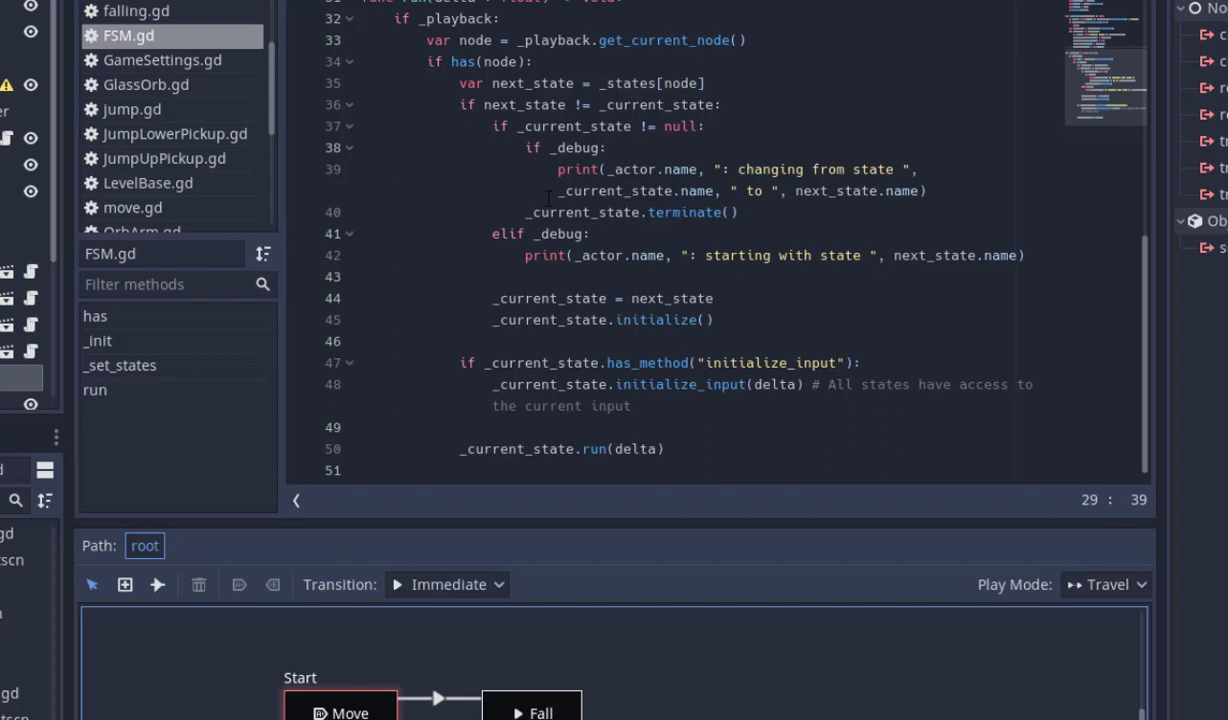 falling.gd
FSM.gd
GameSettings.gd
GlassOrb.gd
jump.gd
JumpLowerPickup.gd
JumpUpPickup.gd
LevelBase.gd
move.gd
OrbArm.gd
FSM.gd
Filter methods
has
_init
_set_states
run
32 if _playback:
33 var node = _playback.get_current_node()
34 if has(node):
35 var next_state = _states[node]
36 if next_state != _current_state:
37 if _current_state != null:
38 if _debug:
39 print(_actor.name, ": changing from state ",
_current_state.name, " to ", next_state.name)
40 _current_state.terminate()
41 elif _debug:
42 print(_actor.name, ": starting with state ", next_state.name)
43
44 _current_state = next_state
45 _current_state.initialize()
46
47 if _current_state.has_method("initialize_input"):
48 _current_state.initialize_input(delta) # All states have access to
the current input
49
50 _current_state.run(delta)
51
29 : 39
Path: root
Transition: Immediate
Play Mode: Travel
Start
Move
Fall
No
Ob